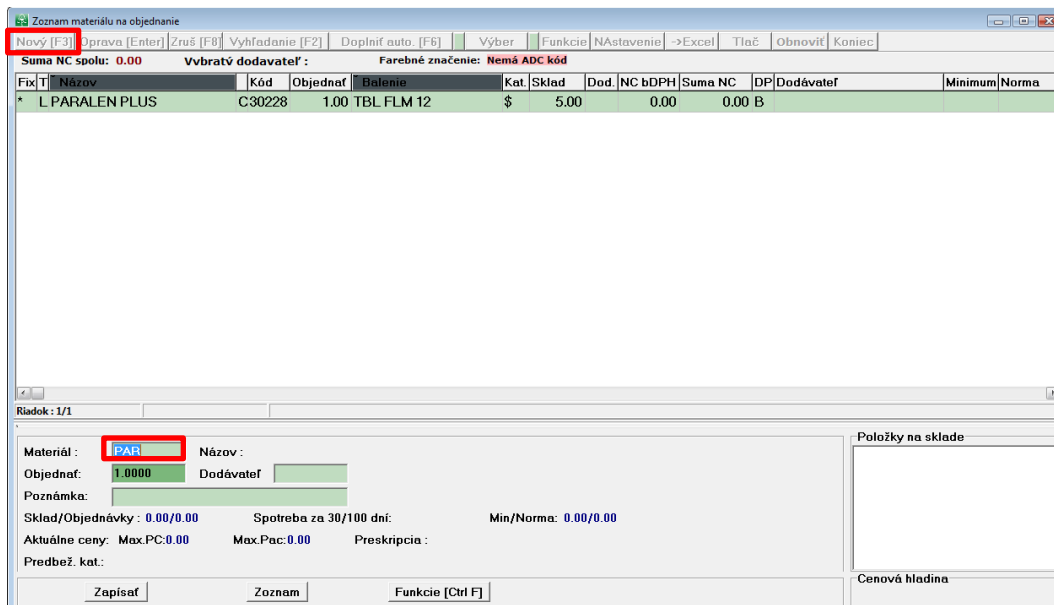 Zoznam materiálu na objednanie
Nový [F3] Oprava [Enter] Zruš [F8] Vyhľadanie [F2] Doplniť auto. [F6] Výber Funkcie NAstavenie ->Excel Tlač Obnoviť Koniec
Suma NC spolu: 0.00 Vybratý dodavateľ : Farebné značenie: Nemá ADC kód
Fix T Názov Kód Objednať Balenie Kat. Sklad Dod. NC bDPH Suma NC DP Dodávateľ Minimum Norma
* L PARALEN PLUS C30228 1.00 TBL FLM 12 $ 5.00 0.00 0.00 B
Riadok : 1/1
Materiál : PAR Názov : Položky na sklade
Objednať: 1.0000 Dodávateľ
Poznámka:
Sklad/Objednávky : 0.00/0.00 Spotreba za 30/100 dní: Min/Norma: 0.00/0.00
Aktuálne ceny: Max.PC:0.00 Max.Pac:0.00 Preskripcia :
Predbež. kat.:
Zapísať Zoznam Funkcie [Ctrl F] Cenová hladina